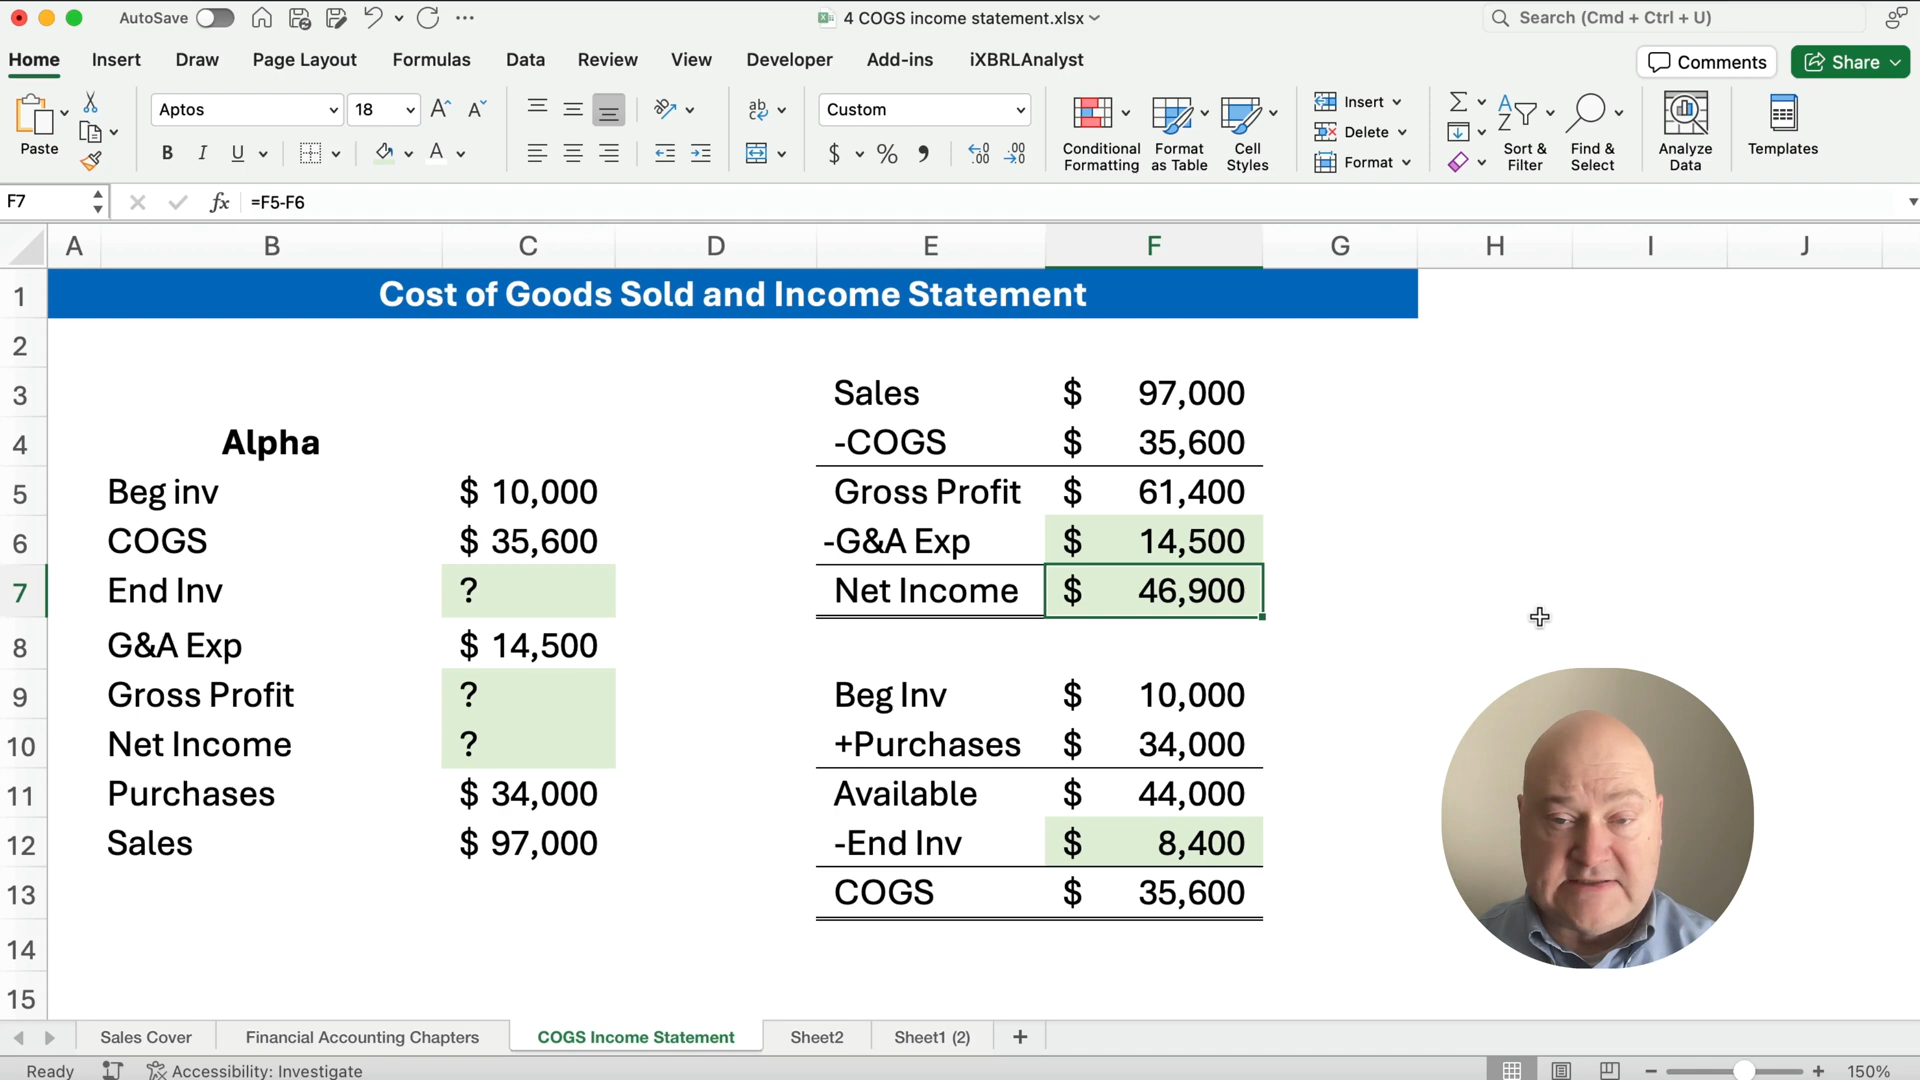 AutoSave
4 COGS income statement.xlsx
Search (Cmd + Ctrl + U)
Home Insert Draw Page Layout Formulas Data Review View Developer Add-ins iXBRLAnalyst
Comments Share
Paste
Aptos 18
B I U
A
ab
Custom
$ %
Conditional Formatting
Format as Table
Cell Styles
Insert
Delete
Format
Sort & Filter
Find & Select
Analyze Data
Templates
F7 fx =F5-F6
A B C D E F G H I J
1 Cost of Goods Sold and Income Statement
2
3 Sales $ 97,000
4 Alpha -COGS $ 35,600
5 Beg inv $ 10,000 Gross Profit $ 61,400
6 COGS $ 35,600 -G&A Exp $ 14,500
7 End Inv ? Net Income $ 46,900
8 G&A Exp $ 14,500
9 Gross Profit ? Beg Inv $ 10,000
10 Net Income ? +Purchases $ 34,000
11 Purchases $ 34,000 Available $ 44,000
12 Sales $ 97,000 -End Inv $ 8,400
13 COGS $ 35,600
14
15
Sales Cover Financial Accounting Chapters COGS Income Statement Sheet2 Sheet1 (2) +
Ready Accessibility: Investigate 150%